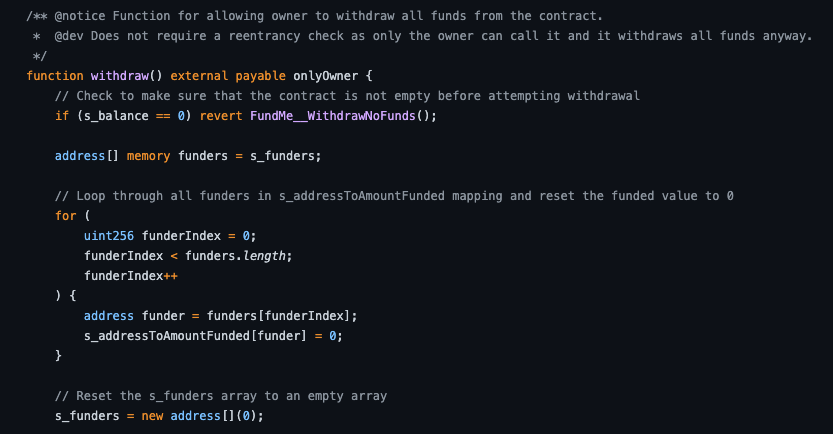 /** @notice Function for allowing owner to withdraw all funds from the contract.
 *  @dev Does not require a reentrancy check as only the owner can call it and it withdraws all funds anyway.
 */
function withdraw() external payable onlyOwner {
    // Check to make sure that the contract is not empty before attempting withdrawal
    if (s_balance == 0) revert FundMe__WithdrawNoFunds();

    address[] memory funders = s_funders;

    // Loop through all funders in s_addressToAmountFunded mapping and reset the funded value to 0
    for (
        uint256 funderIndex = 0;
        funderIndex < funders.length;
        funderIndex++
    ) {
        address funder = funders[funderIndex];
        s_addressToAmountFunded[funder] = 0;
    }

    // Reset the s_funders array to an empty array
    s_funders = new address[](0);